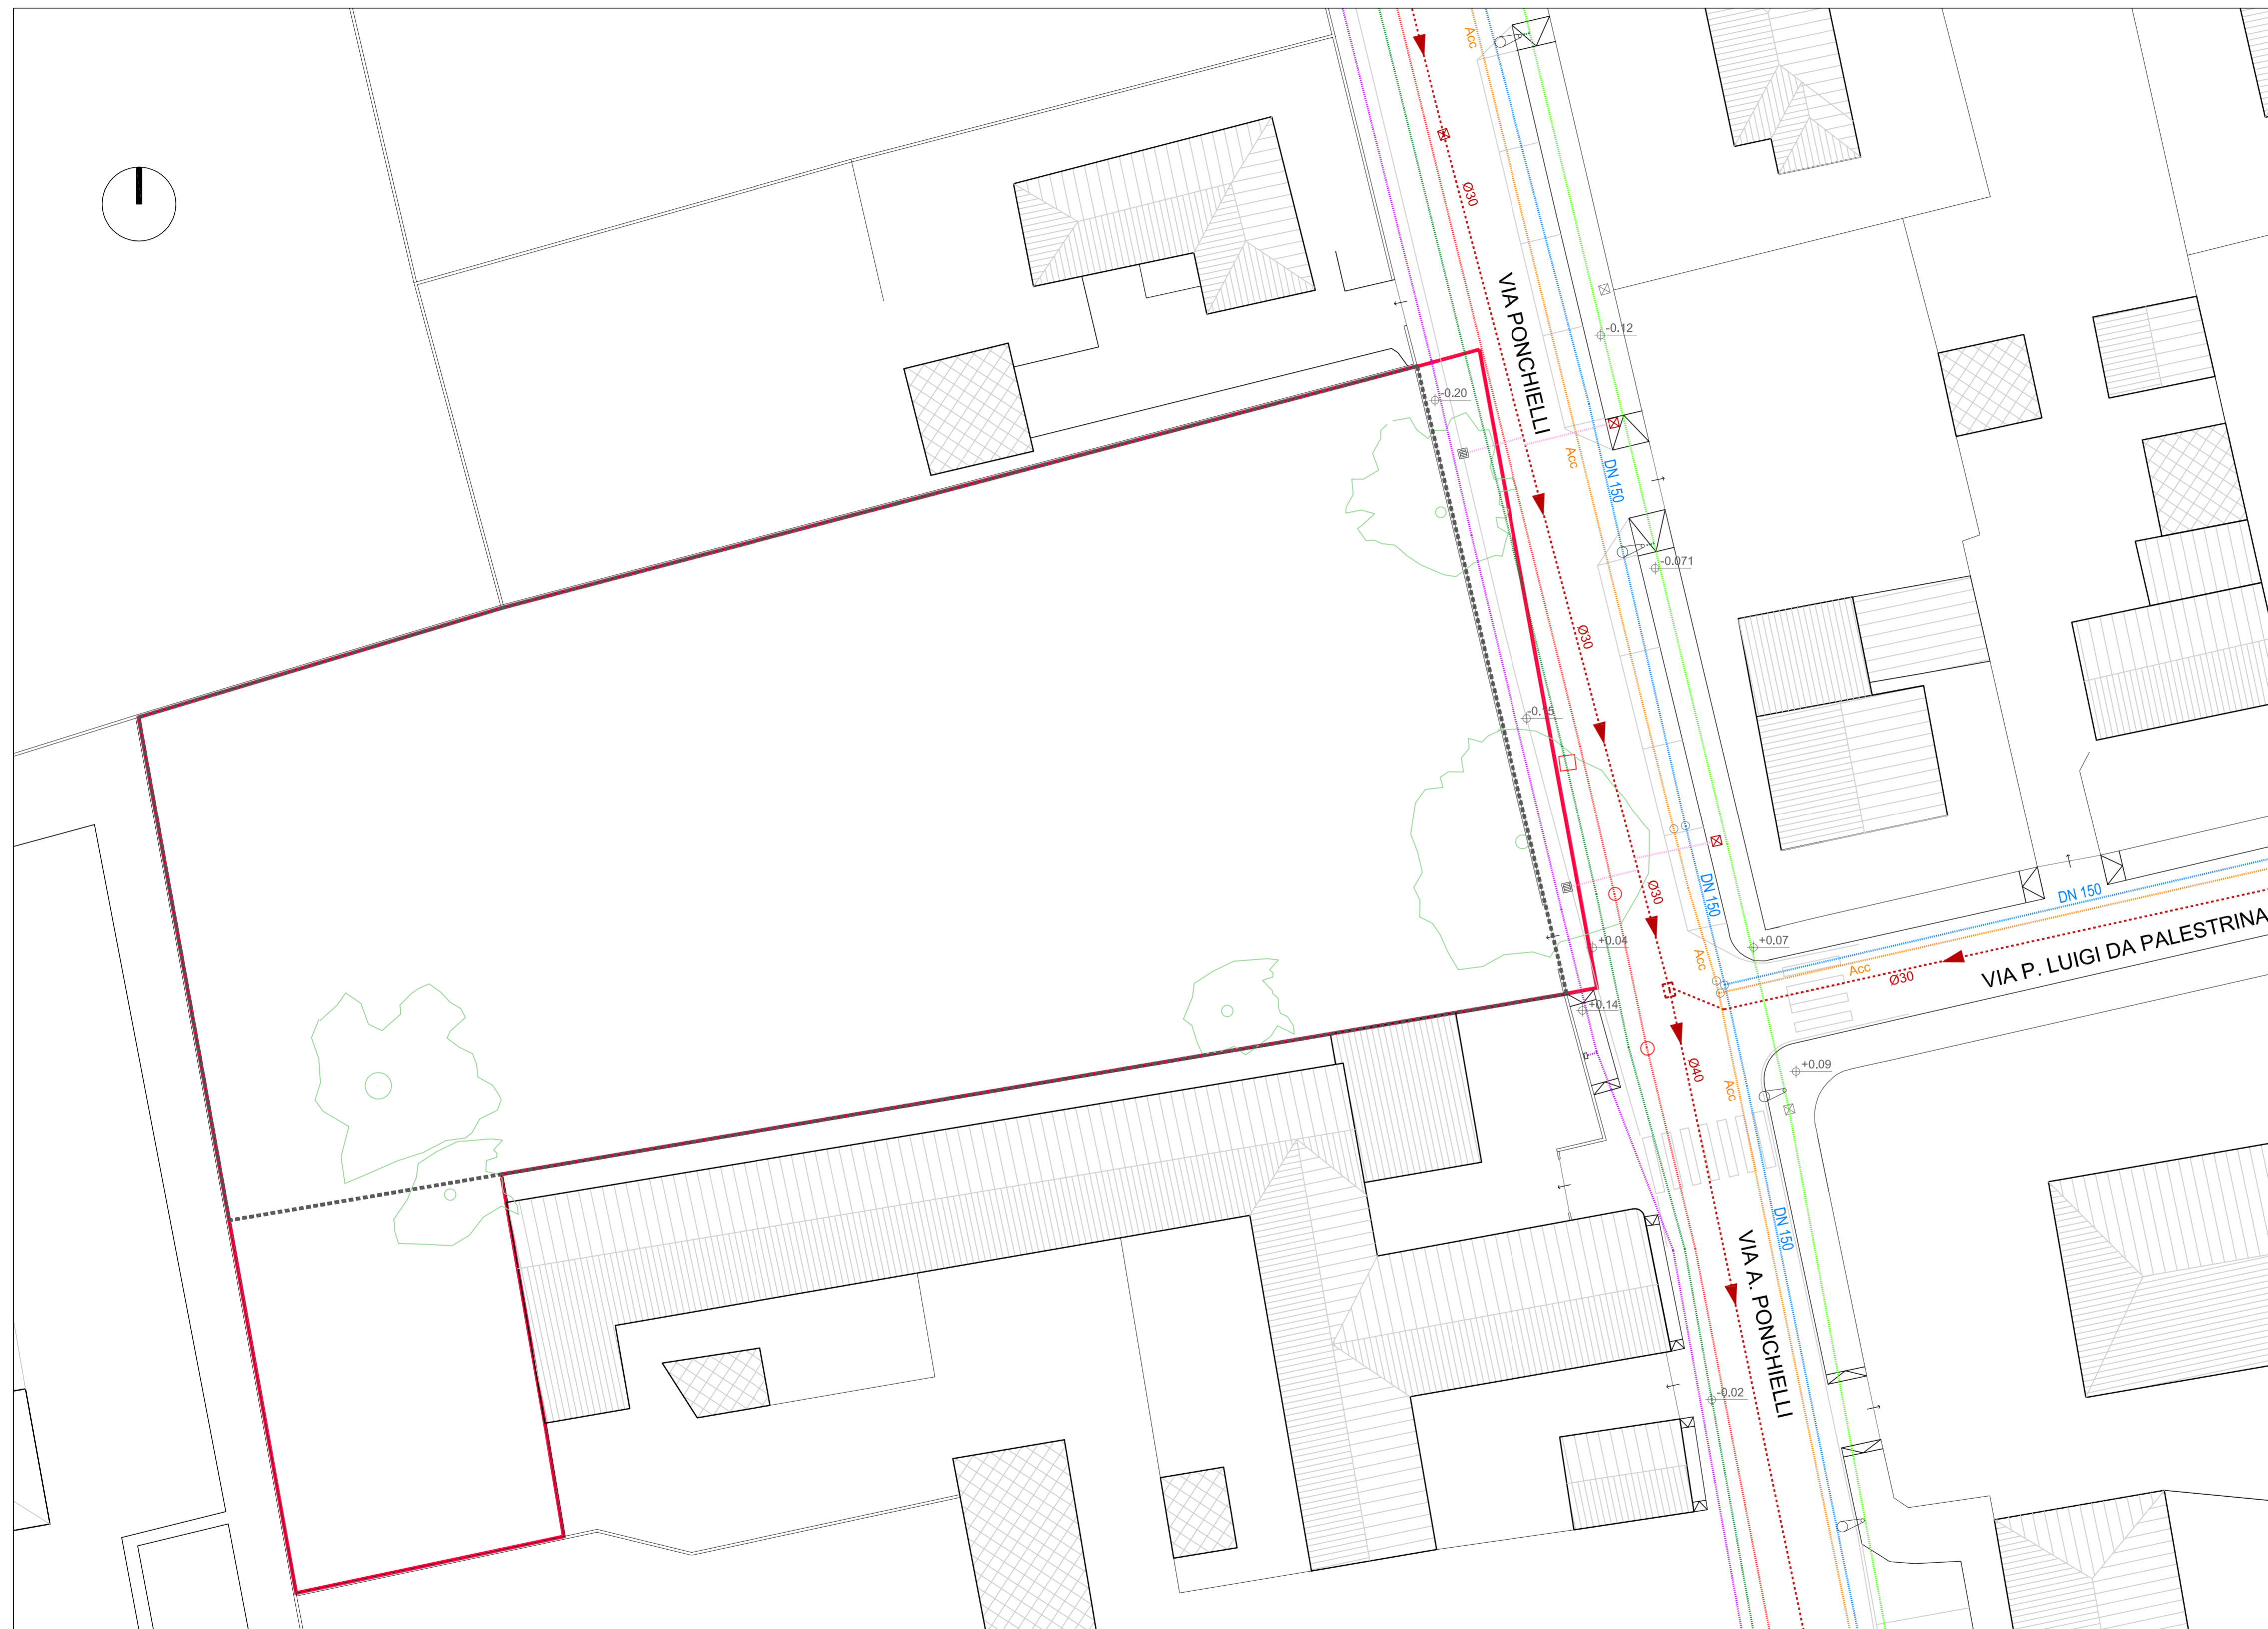 Acc
Ø30
VIA PONCHIELLI
-0.12
-0.20
Acc
DN 150
-0.071
Ø30
-0.15
DN 150
Ø30
DN 150
+0.04
+0.07
Acc
Acc
VIA P. LUIGI DA PALESTRINA
Ø30
+0.14
+0.09
Ø40
Acc
DN 150
VIA A. PONCHIELLI
-0.02